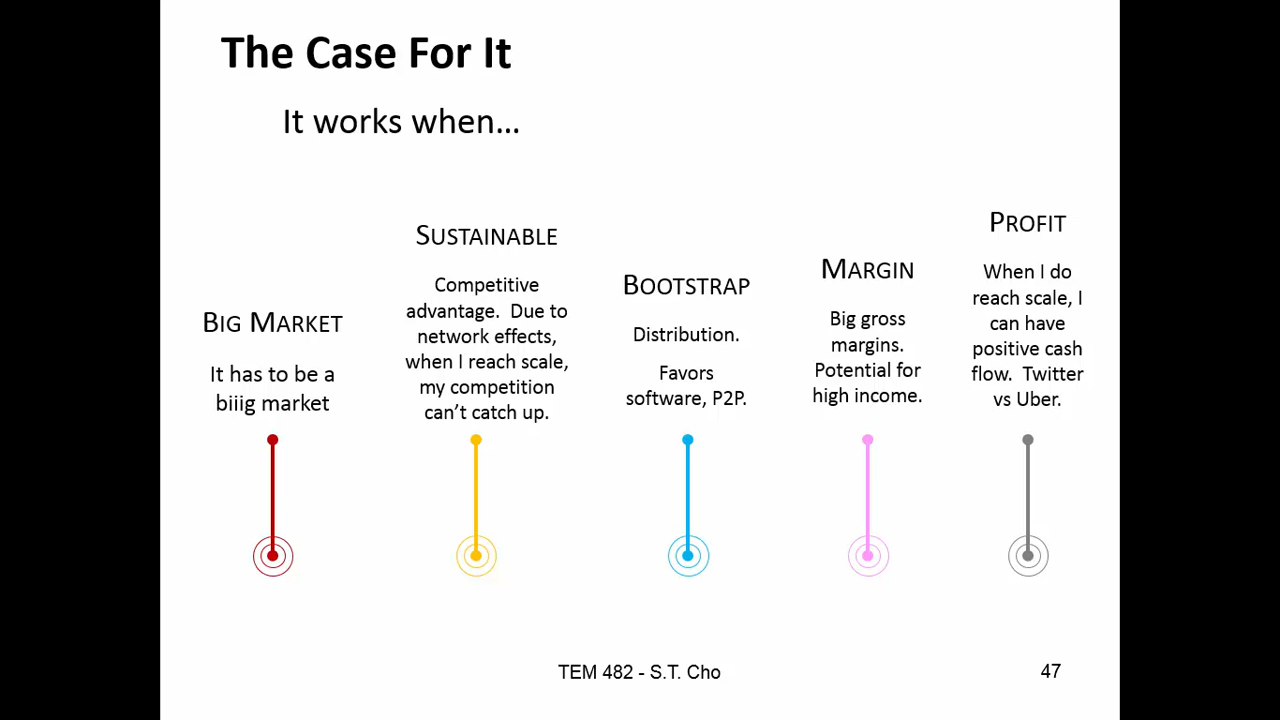 The Case For It
It works when...
BIG MARKET
It has to be a
biiig market
SUSTAINABLE
Competitive
advantage.  Due to
network effects,
when I reach scale,
my competition
can't catch up.
BOOTSTRAP
Distribution.
Favors
software, P2P.
MARGIN
Big gross
margins.
Potential for
high income.
PROFIT
When I do
reach scale, I
can have
positive cash
flow.  Twitter
vs Uber.
TEM 482 - S.T. Cho
47